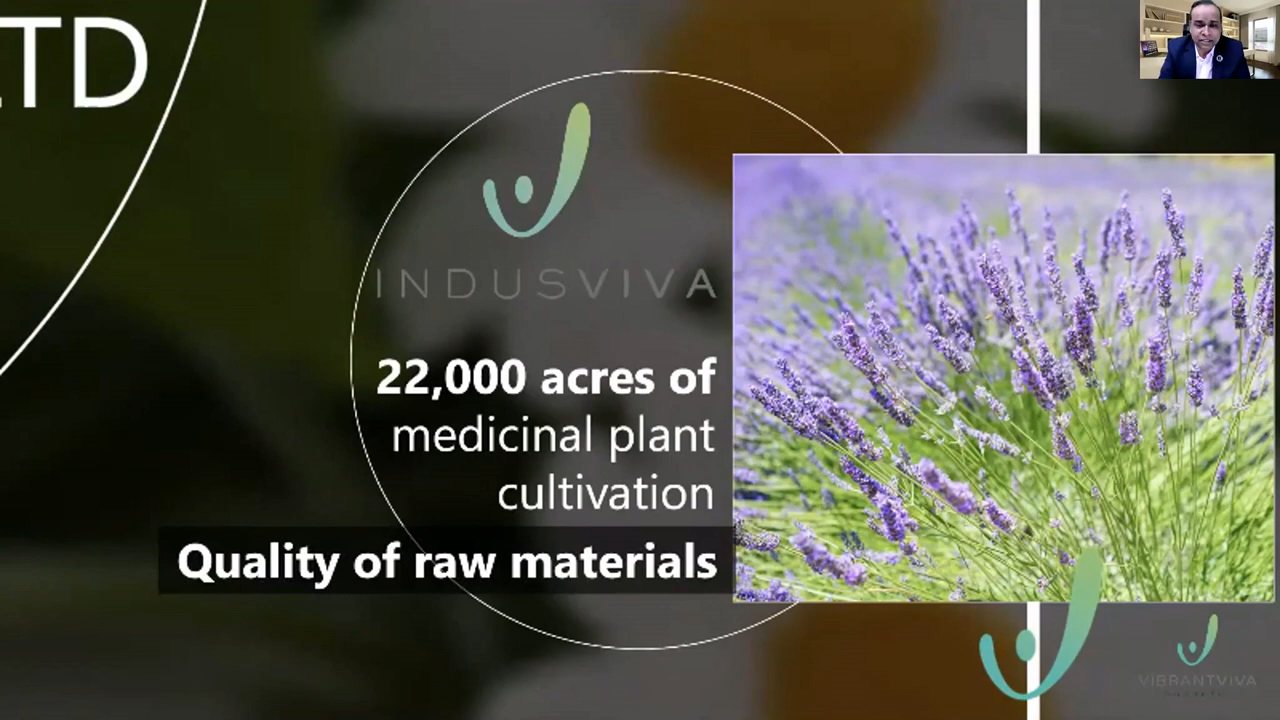 TD
INDUSVIVA
22,000 acres of
medicinal plant
cultivation
Quality of raw materials
VIBRANTVIVA